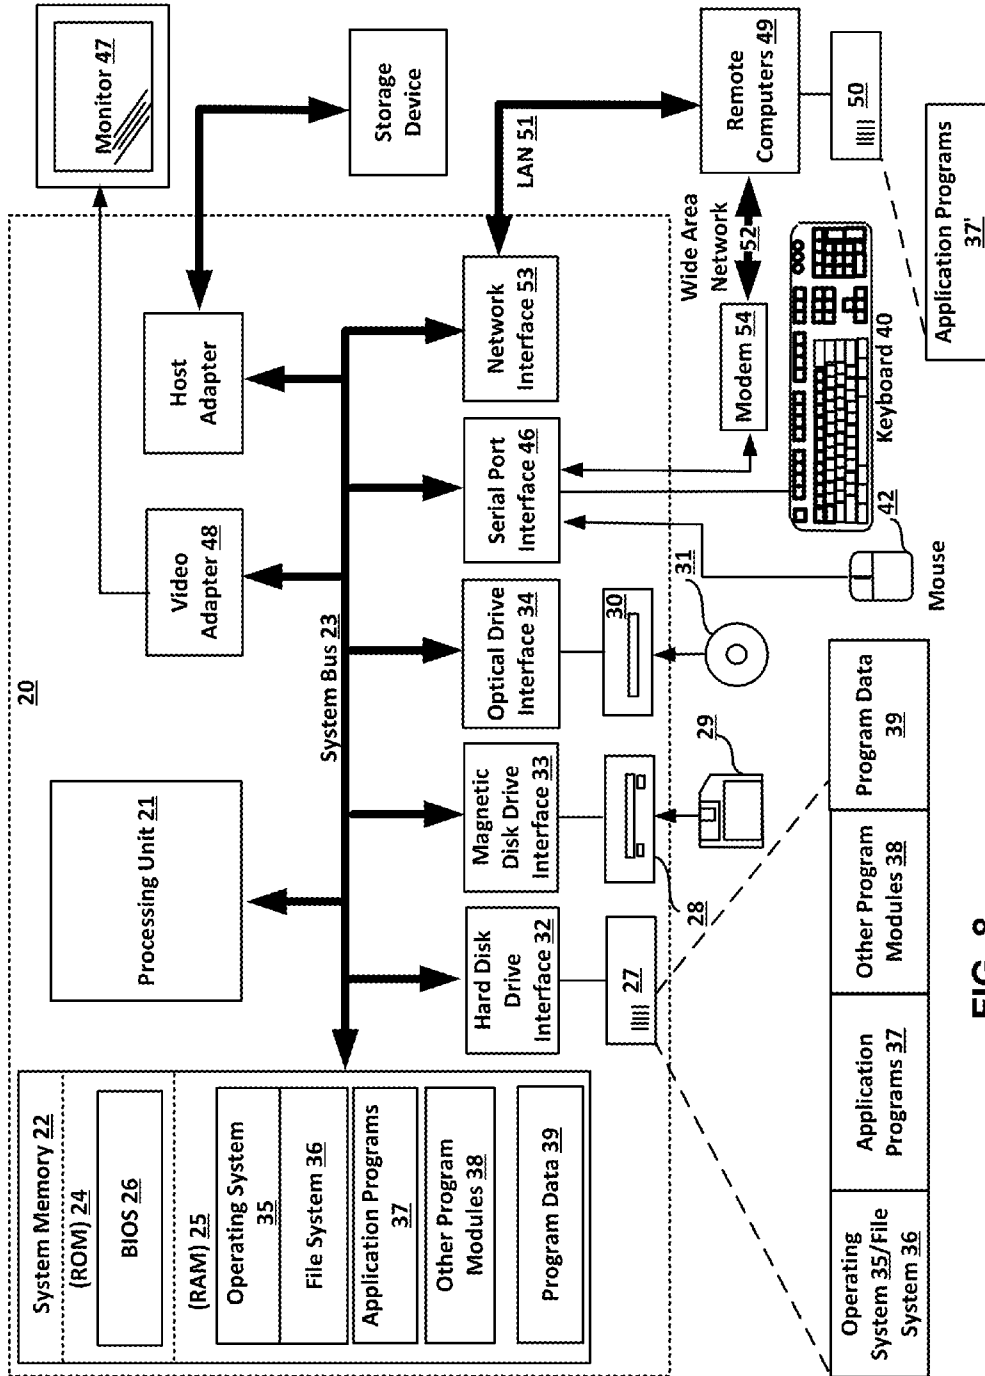 System Memory 22
(ROM) 24
BIOS 26
(RAM) 25
Operating System
35
File System 36
Application Programs
37
Other Program
Modules 38
Program Data 39
Processing Unit 21
20
Video
Adapter 48
Host
Adapter
Monitor 47
Storage
Device
System Bus 23
Hard Disk
Drive
Interface 32
Magnetic
Disk Drive
Interface 33
Optical Drive
Interface 34
Serial Port
Interface 46
Network
Interface 53
LAN 51
27
28
29
30
31
Wide Area
Network
52
Modem 54
Remote
Computers 49
50
Mouse
42
Keyboard 40
Application Programs
37'
Operating
System 35/File
System 36
Application
Programs 37
Other Program
Modules 38
Program Data
39